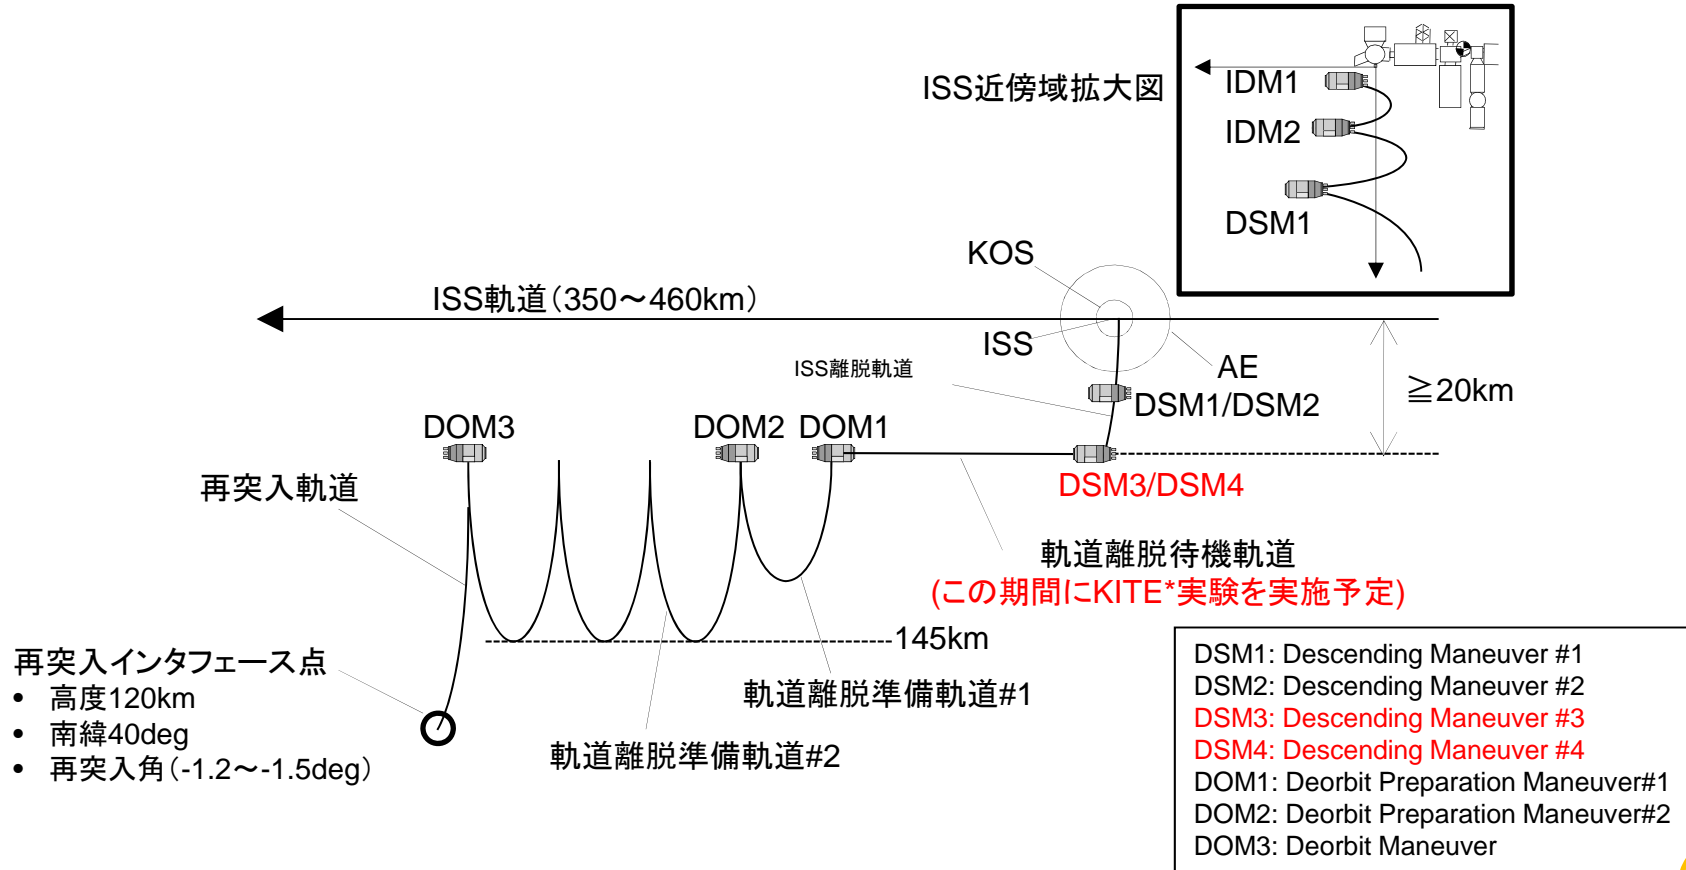 ISS近傍域拡大図
IDM1
IDM2
DSM1
KOS
ISS軌道（350～460km）
ISS
AE
ISS離脱軌道
≧20km
DSM1/DSM2
DOM3
DOM2
DOM1
DSM3/DSM4
再突入軌道
軌道離脱待機軌道
(この期間にKITE*実験を実施予定)
145km
再突入インタフェース点
• 高度120km
• 南緯40deg
• 再突入角（-1.2～-1.5deg）
軌道離脱準備軌道#1
軌道離脱準備軌道#2
DSM1: Descending Maneuver #1
DSM2: Descending Maneuver #2
DSM3: Descending Maneuver #3
DSM4: Descending Maneuver #4
DOM1: Deorbit Preparation Maneuver#1
DOM2: Deorbit Preparation Maneuver#2
DOM3: Deorbit Maneuver